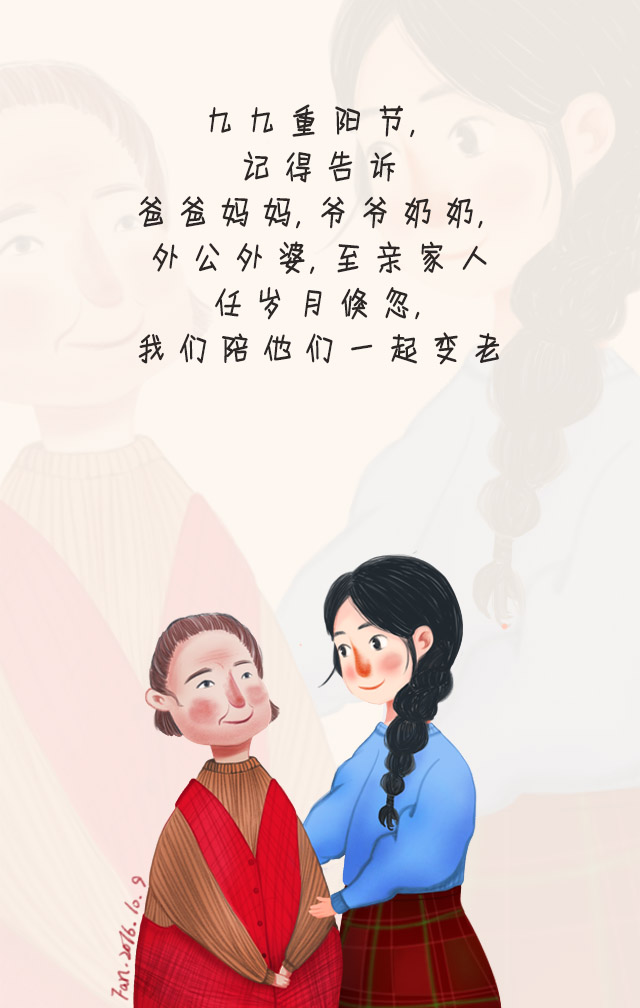 九九重阳节,
记得告诉
爸爸妈妈,爷爷奶奶,
外公外婆,至亲家人
任岁月倏忽,
我们陪他们一起变老
7an.2016.10.9